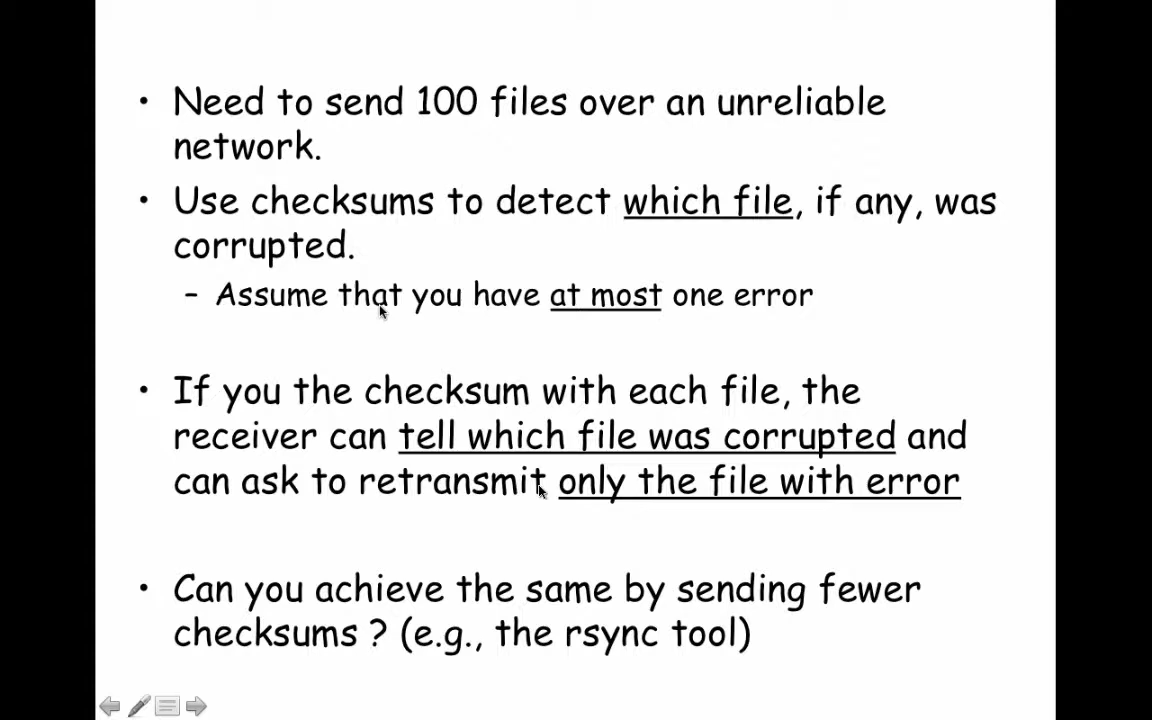 • Need to send 100 files over an unreliable
network.
• Use checksums to detect which file, if any, was
corrupted.
– Assume that you have at most one error
• If you the checksum with each file, the
receiver can tell which file was corrupted and
can ask to retransmit only the file with error
• Can you achieve the same by sending fewer
checksums ? (e.g., the rsync tool)